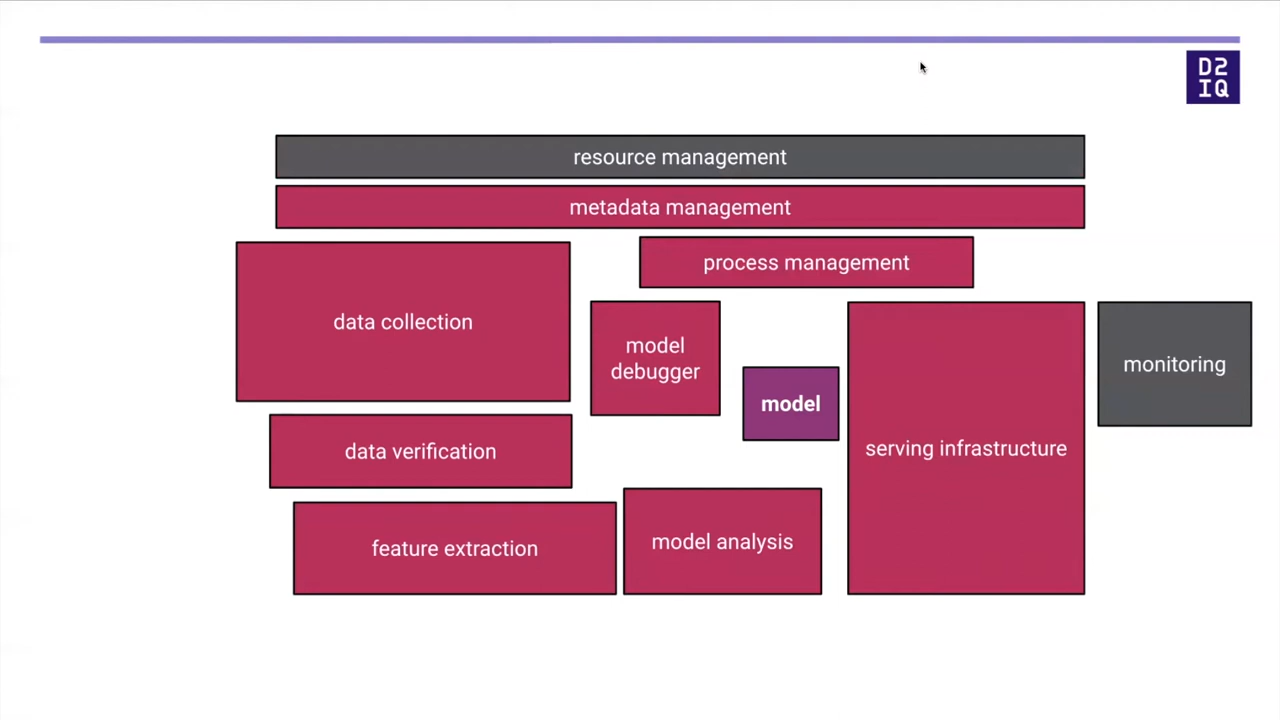 D2
IQ
resource management
metadata management
process management
data collection
model
debugger
monitoring
model
data verification
serving infrastructure
feature extraction
model analysis